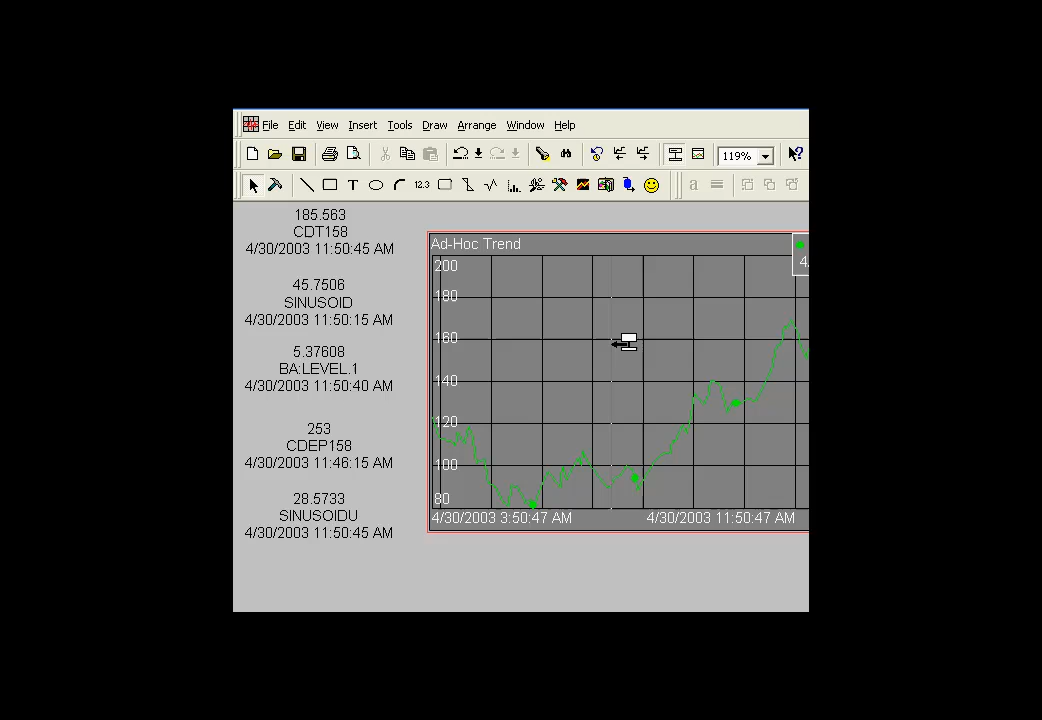 File Edit View Insert Tools Draw Arrange Window Help
119%
T 12.3 a
185.563
CDT158
4/30/2003 11:50:45 AM
45.7506
SINUSOID
4/30/2003 11:50:15 AM
5.37608
BA:LEVEL.1
4/30/2003 11:50:40 AM
253
CDEP158
4/30/2003 11:46:15 AM
28.5733
SINUSOIDU
4/30/2003 11:50:45 AM
Ad-Hoc Trend
4.
200
180
160
140
120
100
80
4/30/2003 3:50:47 AM 4/30/2003 11:50:47 AM